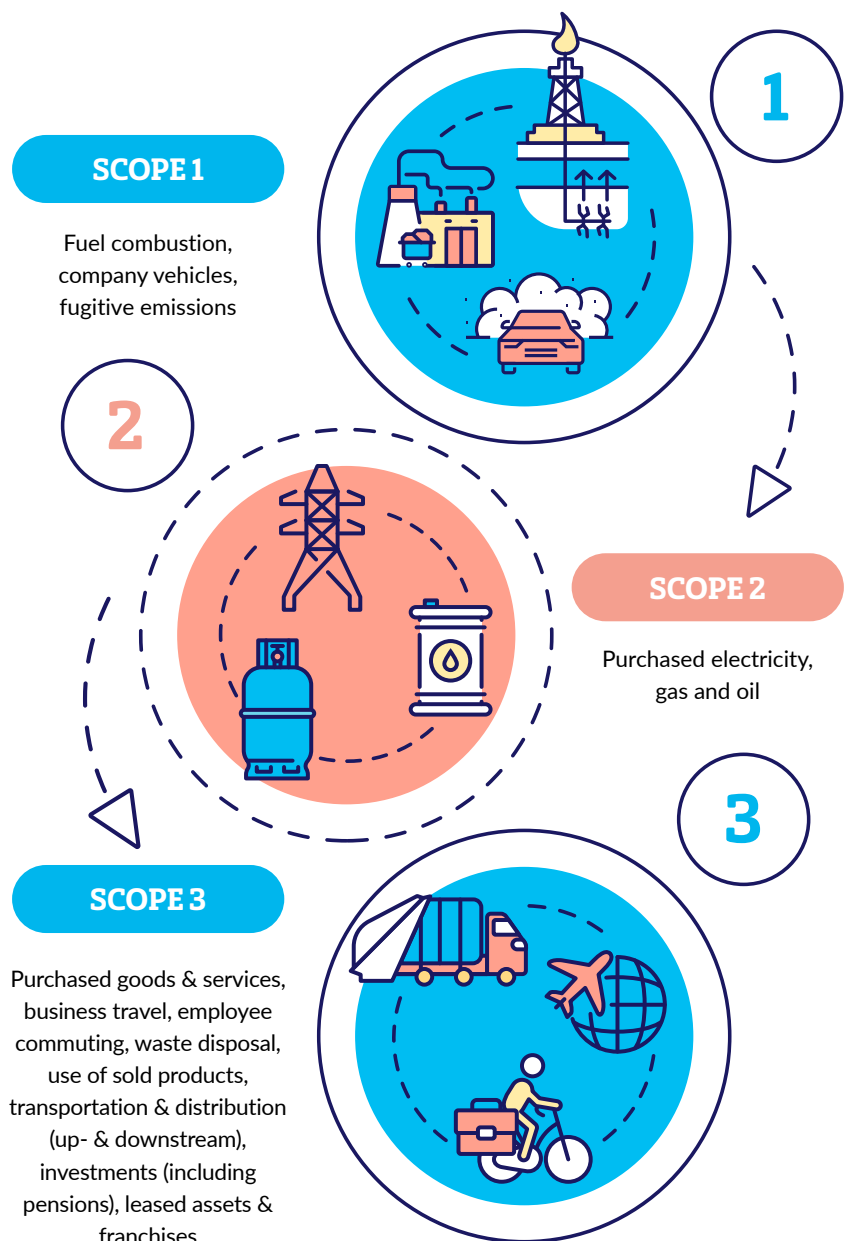 1
SCOPE 1
Fuel combustion,
company vehicles,
fugitive emissions
2
SCOPE 2
Purchased electricity,
gas and oil
3
SCOPE 3
Purchased goods & services,
business travel, employee
commuting, waste disposal,
use of sold products,
transportation & distribution
(up- & downstream),
investments (including
pensions), leased assets &
franchises